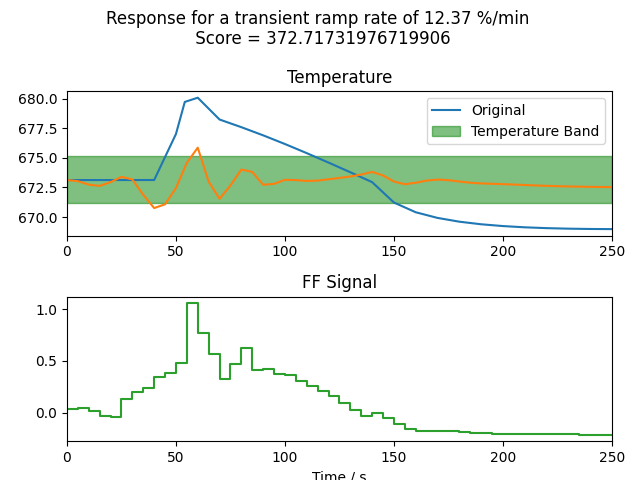 Response for a transient ramp rate of 12.37 %/min
Score = 372.71731976719906
Temperature
680.0
677.5
675.0
672.5
670.0
Original
Temperature Band
0 50 100 150 200 250
FF Signal
1.0
0.5
0.0
0 50 100 150 200 250
Time / s